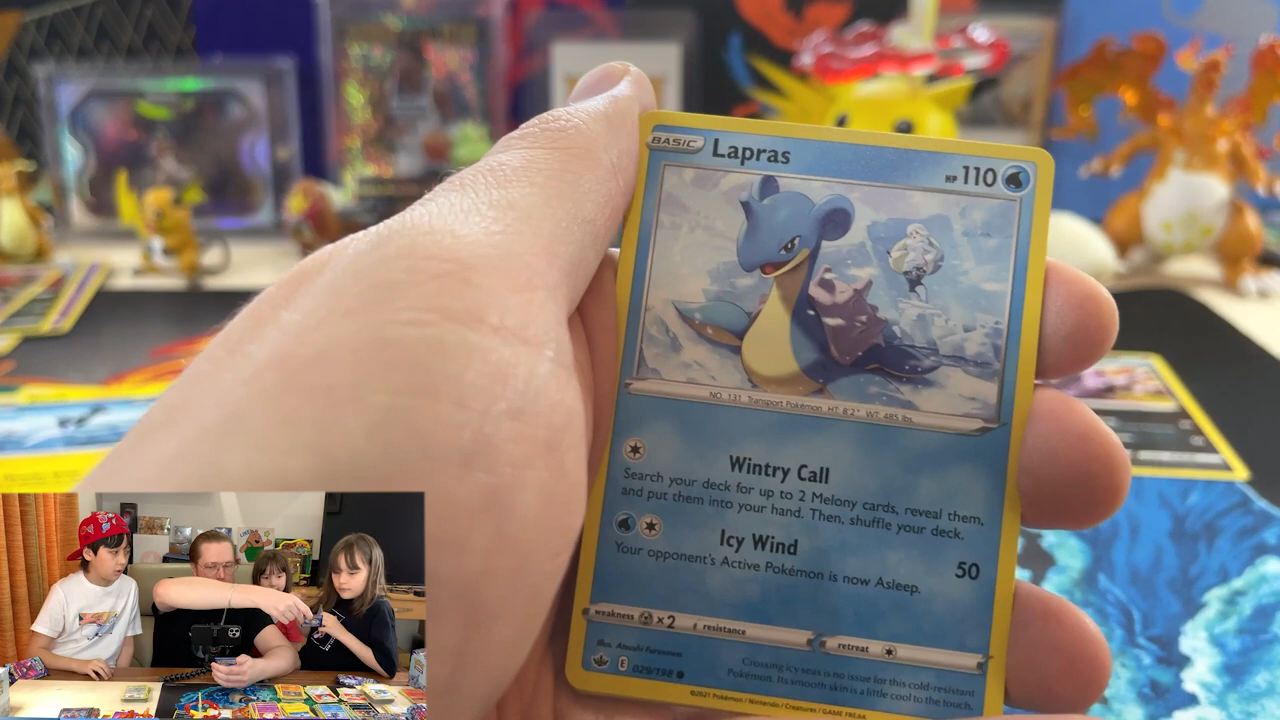 BASIC Lapras HP 110
NO. 131 Transport Pokémon HT: 8'2" WT: 485 lbs.
Wintry Call
Search your deck for up to 2 Melony cards, reveal them,
and put them into your hand. Then, shuffle your deck.
Icy Wind 50
Your opponent's Active Pokémon is now Asleep.
weakness ×2 resistance retreat
Illus. Atsushi Furusawa
E 029/198
Crossing icy seas is no issue for this cold-resistant
Pokémon. Its smooth skin is a little cool to the touch.
©2021 Pokémon / Nintendo / Creatures / GAME FREAK